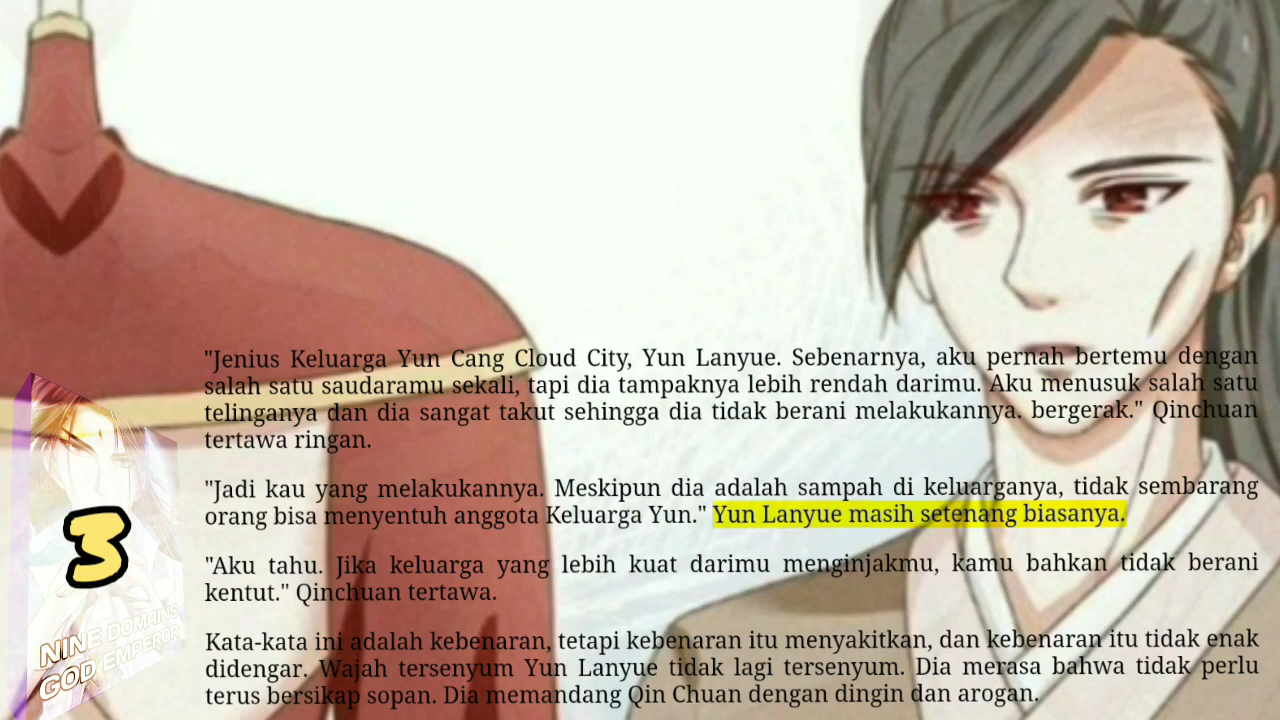 "Jenius Keluarga Yun Cang Cloud City, Yun Lanyue. Sebenarnya, aku pernah bertemu dengan
salah satu saudaramu sekali, tapi dia tampaknya lebih rendah darimu. Aku menusuk salah satu
telinganya dan dia sangat takut sehingga dia tidak berani melakukannya. bergerak." Qinchuan
tertawa ringan.
"Jadi kau yang melakukannya. Meskipun dia adalah sampah di keluarganya, tidak sembarang
orang bisa menyentuh anggota Keluarga Yun." Yun Lanyue masih setenang biasanya.
"Aku tahu. Jika keluarga yang lebih kuat darimu menginjakmu, kamu bahkan tidak berani
kentut." Qinchuan tertawa.
Kata-kata ini adalah kebenaran, tetapi kebenaran itu menyakitkan, dan kebenaran itu tidak enak
didengar. Wajah tersenyum Yun Lanyue tidak lagi tersenyum. Dia merasa bahwa tidak perlu
terus bersikap sopan. Dia memandang Qin Chuan dengan dingin dan arogan.
3
NINE DOMAINS
GOD EMPEROR